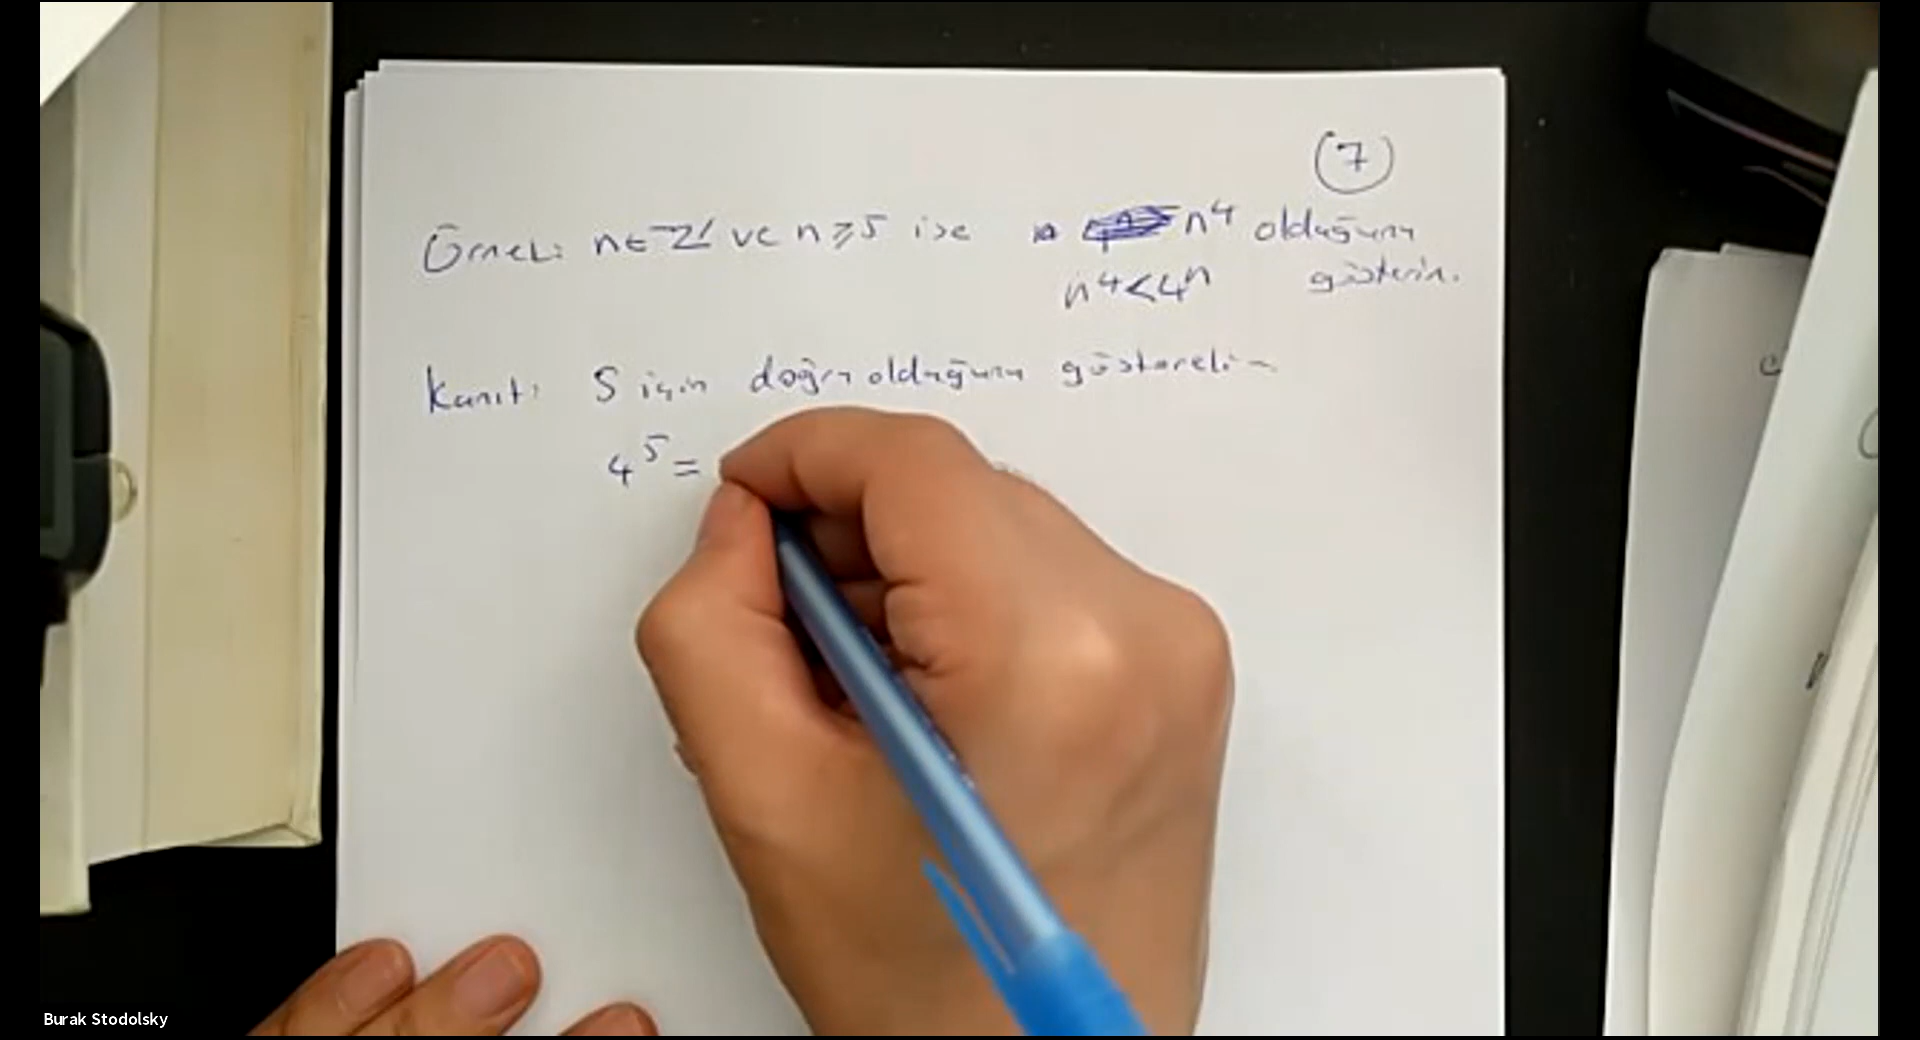 (7)
Örnek: n∈Z ve n≥5 ise n⁴ olduğunu
n⁴<4ⁿ gösterin.
Kanıt: 5 için doğru olduğunu gösterelim
4⁵=
Burak Stodolsky